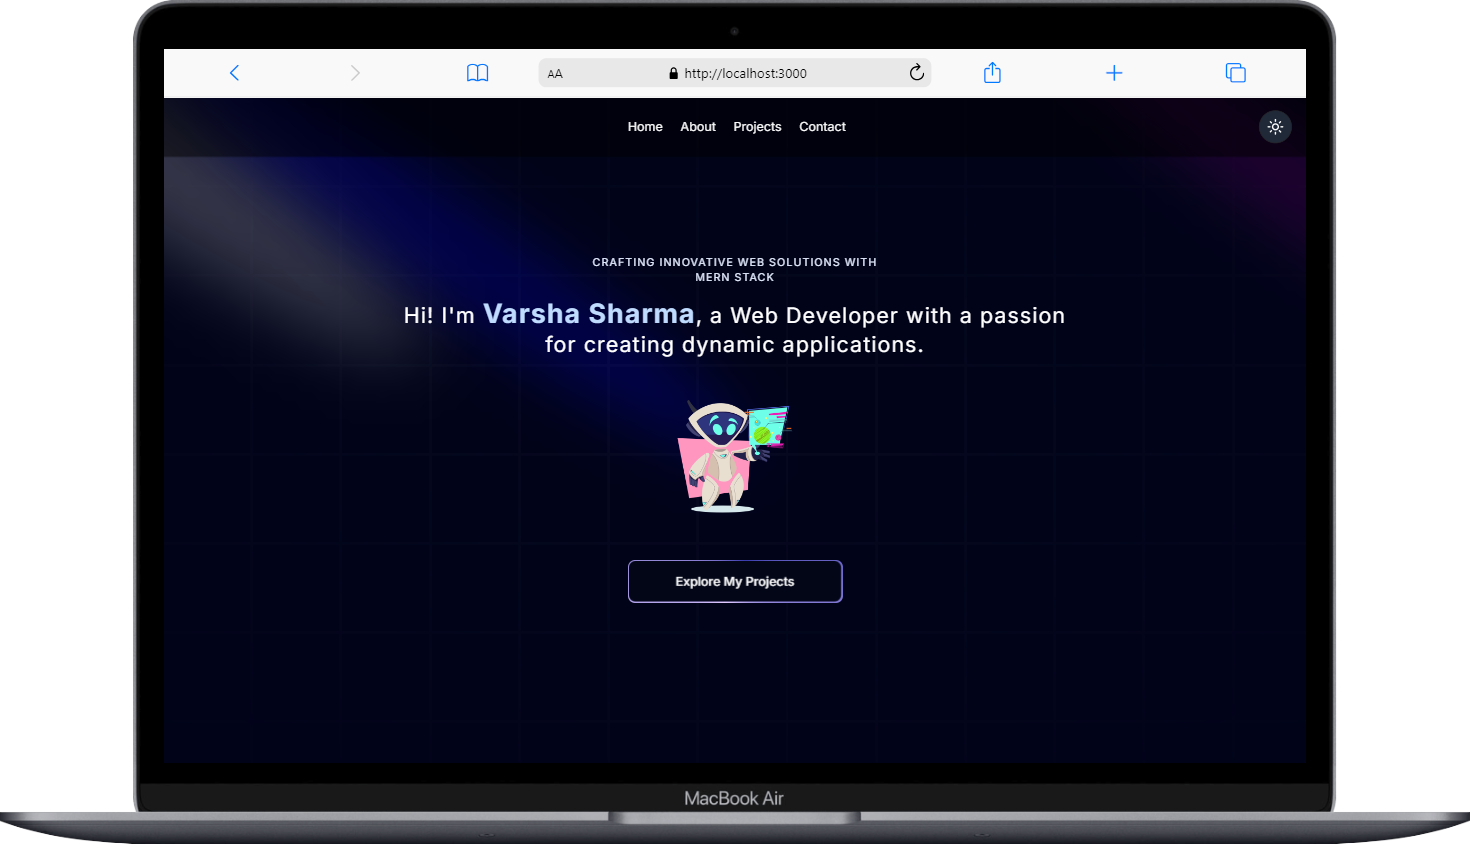 AA http://localhost:3000
Home About Projects Contact
CRAFTING INNOVATIVE WEB SOLUTIONS WITH
MERN STACK
Hi! I'm Varsha Sharma, a Web Developer with a passion
for creating dynamic applications.
Explore My Projects
MacBook Air